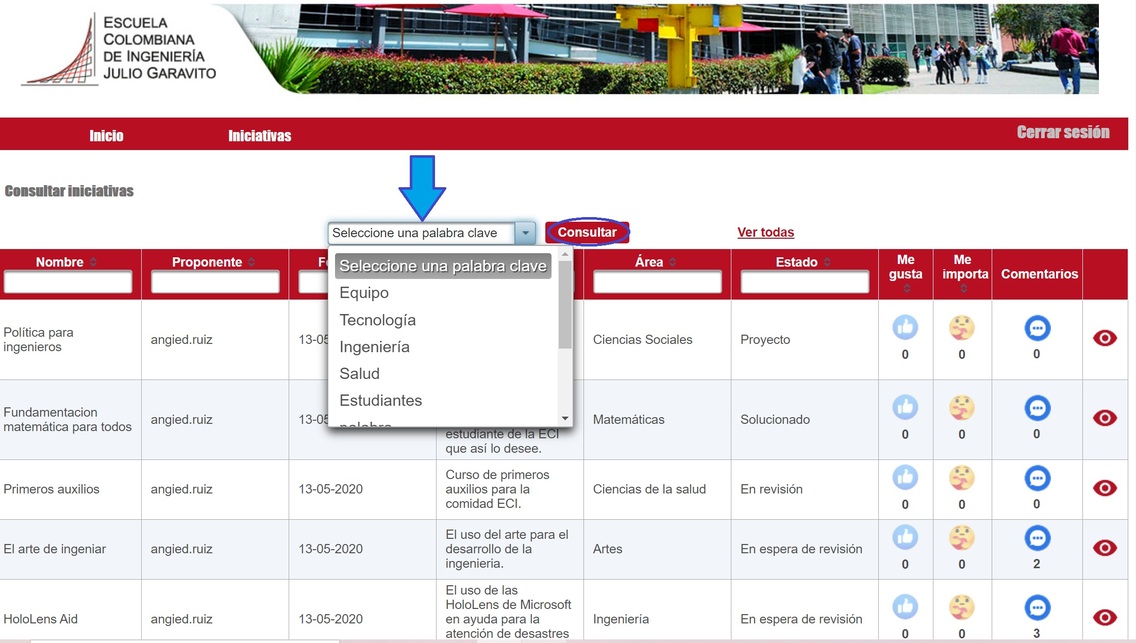 ESCUELA
COLOMBIANA
DE INGENIERÍA
JULIO GARAVITO
Inicio
Iniciativas
Cerrar sesión
Consultar iniciativas
Seleccione una palabra clave
Consultar
Ver todas
Nombre
Proponente
Área
Estado
Me
gusta
Me
importa
Comentarios
Seleccione una palabra clave
Equipo
Tecnología
Ingeniería
Salud
Estudiantes
palabra
Política para
ingenieros
angied.ruiz
13-05
Ciencias Sociales
Proyecto
0
0
0
Fundamentacion
matemática para todos
angied.ruiz
13-05
estudiante de la ECI
que así lo desee.
Matemáticas
Solucionado
0
0
0
Primeros auxilios
angied.ruiz
13-05-2020
Curso de primeros
auxilios para la
comidad ECI.
Ciencias de la salud
En revisión
0
0
0
El arte de ingeniar
angied.ruiz
13-05-2020
El uso del arte para el
desarrollo de la
ingenieria.
Artes
En espera de revisión
0
0
2
HoloLens Aid
angied.ruiz
13-05-2020
El uso de las
HoloLens de Microsoft
en ayuda para la
atención de desastres
Ingeniería
En espera de revisión
0
0
3